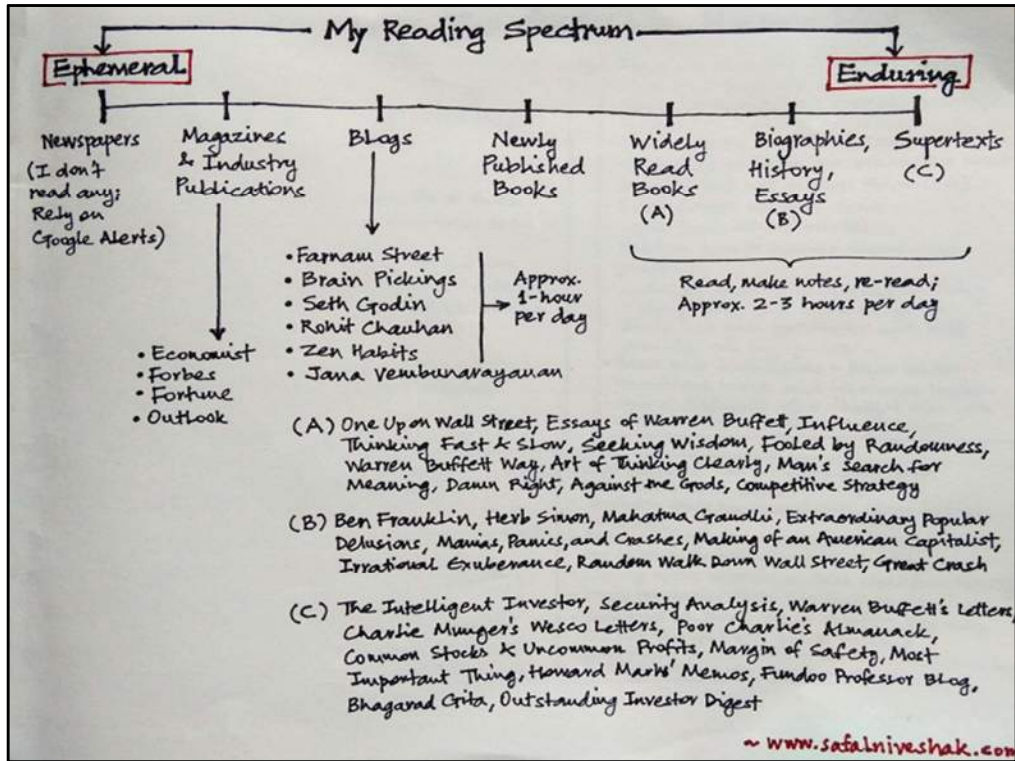 My Reading Spectrum
Ephemeral
Enduring
Newspapers
(I don't
read any;
Rely on
Google Alerts)
Magazines
& Industry
Publications
• Economist
• Forbes
• Fortune
• Outlook
Blogs
• Farnam Street
• Brain Pickings
• Seth Godin
• Rohit Chauhan
• Zen Habits
• Jana Vembunarayanan
Approx.
1-hour
per day
Newly
Published
Books
Widely
Read
Books
(A)
Biographies,
History,
Essays
(B)
Supertexts
(C)
Read, make notes, re-read;
Approx. 2-3 hours per day
(A) One Upon Wall Street, Essays of Warren Buffett, Influence,
Thinking Fast & Slow, Seeking Wisdom, Fooled by Randomness,
Warren Buffett Way, Art of Thinking Clearly, Man's Search for
Meaning, Damn Right, Against the Gods, Competitive Strategy
(B) Ben Franklin, Herb Simon, Mahatma Gandhi, Extraordinary Popular
Delusions, Manias, Panics, and Crashes, Making of an American Capitalist,
Irrational Exuberance, Random Walk Down Wall Street, Great Crash
(C) The Intelligent Investor, Security Analysis, Warren Buffett's Letters,
Charlie Munger's Wesco Letters, Poor Charlie's Almanack,
Common Stocks & Uncommon Profits, Margin of Safety, Most
Important Thing, Howard Marks' Memos, Fundoo Professor Blog,
Bhagavad Gita, Outstanding Investor Digest
~ www.safalniveshak.com